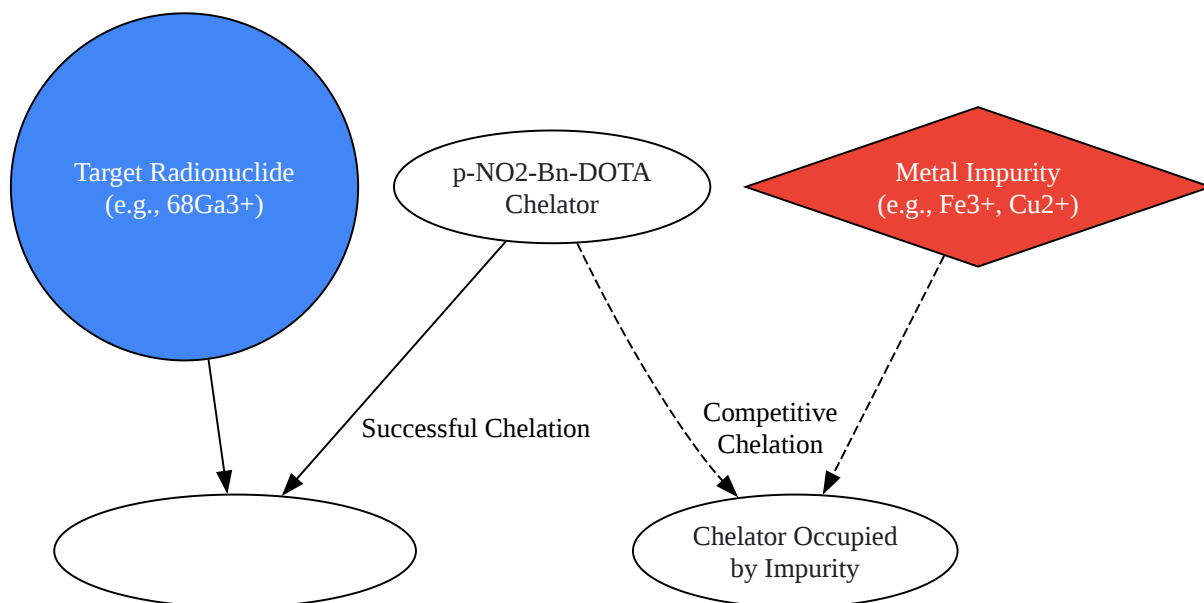 Target Radionuclide
(e.g., 68Ga3+)
p-NO2-Bn-DOTA
Chelator
Metal Impurity
(e.g., Fe3+, Cu2+)
Successful Chelation
Competitive
Chelation
Chelator Occupied
by Impurity